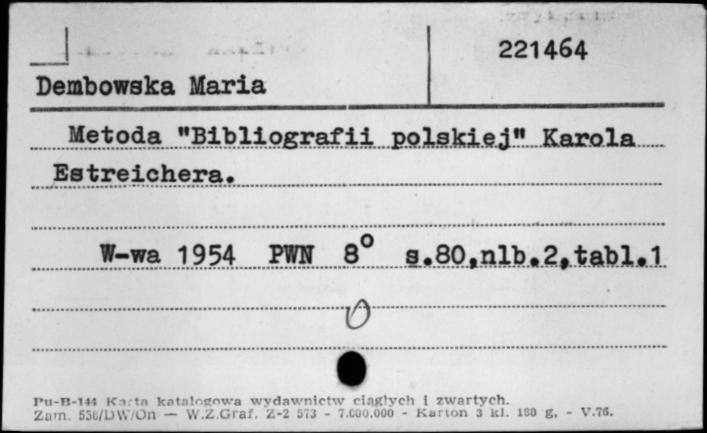 221464
Dembowska Maria
Metoda "Bibliografii polskiej" Karola
Estreichera.
W-wa 1954 PWN 8° s.80,nlb.2,tabl.1
Pu-B-144 Karta katalogowa wydawnictw ciągłych i zwartych.
Zam. 556/DW/On — W.Z.Graf. Z-2 573 - 7.000.000 - Karton 3 kl. 180 g. - V.76.